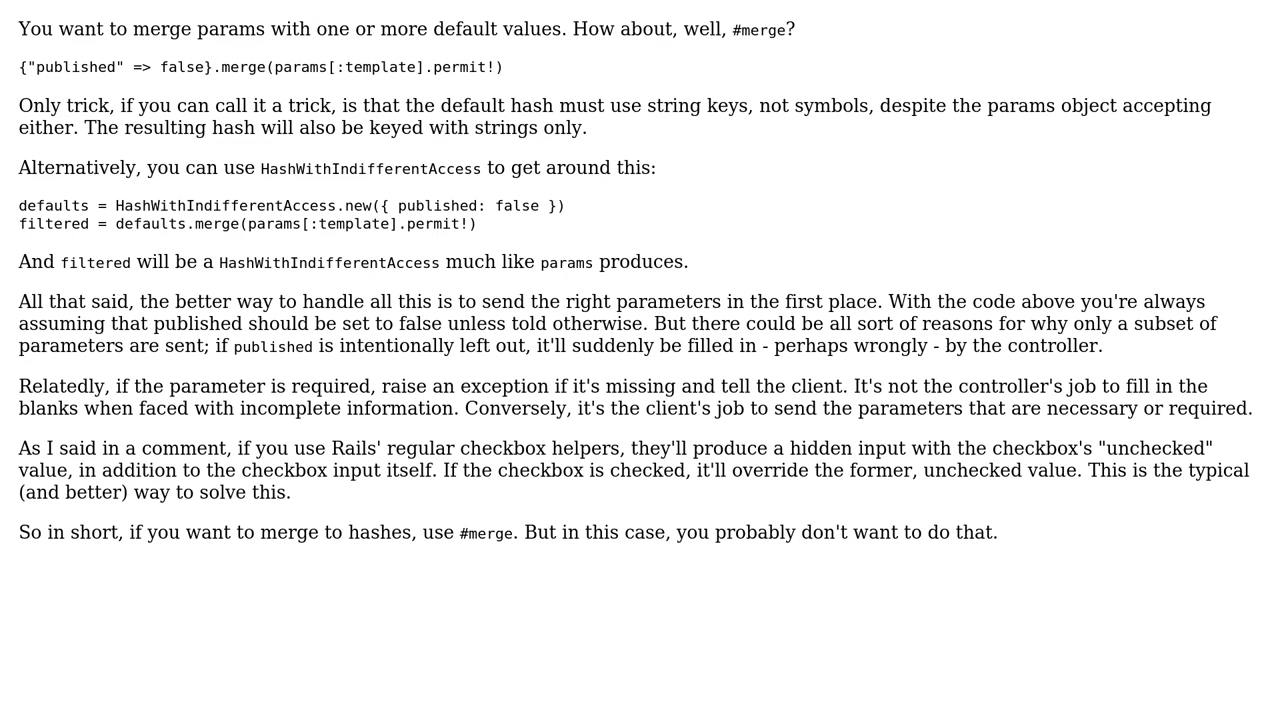 You want to merge params with one or more default values. How about, well, #merge?
{"published" => false}.merge(params[:template].permit!)
Only trick, if you can call it a trick, is that the default hash must use string keys, not symbols, despite the params object accepting
either. The resulting hash will also be keyed with strings only.
Alternatively, you can use HashWithIndifferentAccess to get around this:
defaults = HashWithIndifferentAccess.new({ published: false })
filtered = defaults.merge(params[:template].permit!)
And filtered will be a HashWithIndifferentAccess much like params produces.
All that said, the better way to handle all this is to send the right parameters in the first place. With the code above you're always
assuming that published should be set to false unless told otherwise. But there could be all sort of reasons for why only a subset of
parameters are sent; if published is intentionally left out, it'll suddenly be filled in - perhaps wrongly - by the controller.
Relatedly, if the parameter is required, raise an exception if it's missing and tell the client. It's not the controller's job to fill in the
blanks when faced with incomplete information. Conversely, it's the client's job to send the parameters that are necessary or required.
As I said in a comment, if you use Rails' regular checkbox helpers, they'll produce a hidden input with the checkbox's "unchecked"
value, in addition to the checkbox input itself. If the checkbox is checked, it'll override the former, unchecked value. This is the typical
(and better) way to solve this.
So in short, if you want to merge to hashes, use #merge. But in this case, you probably don't want to do that.